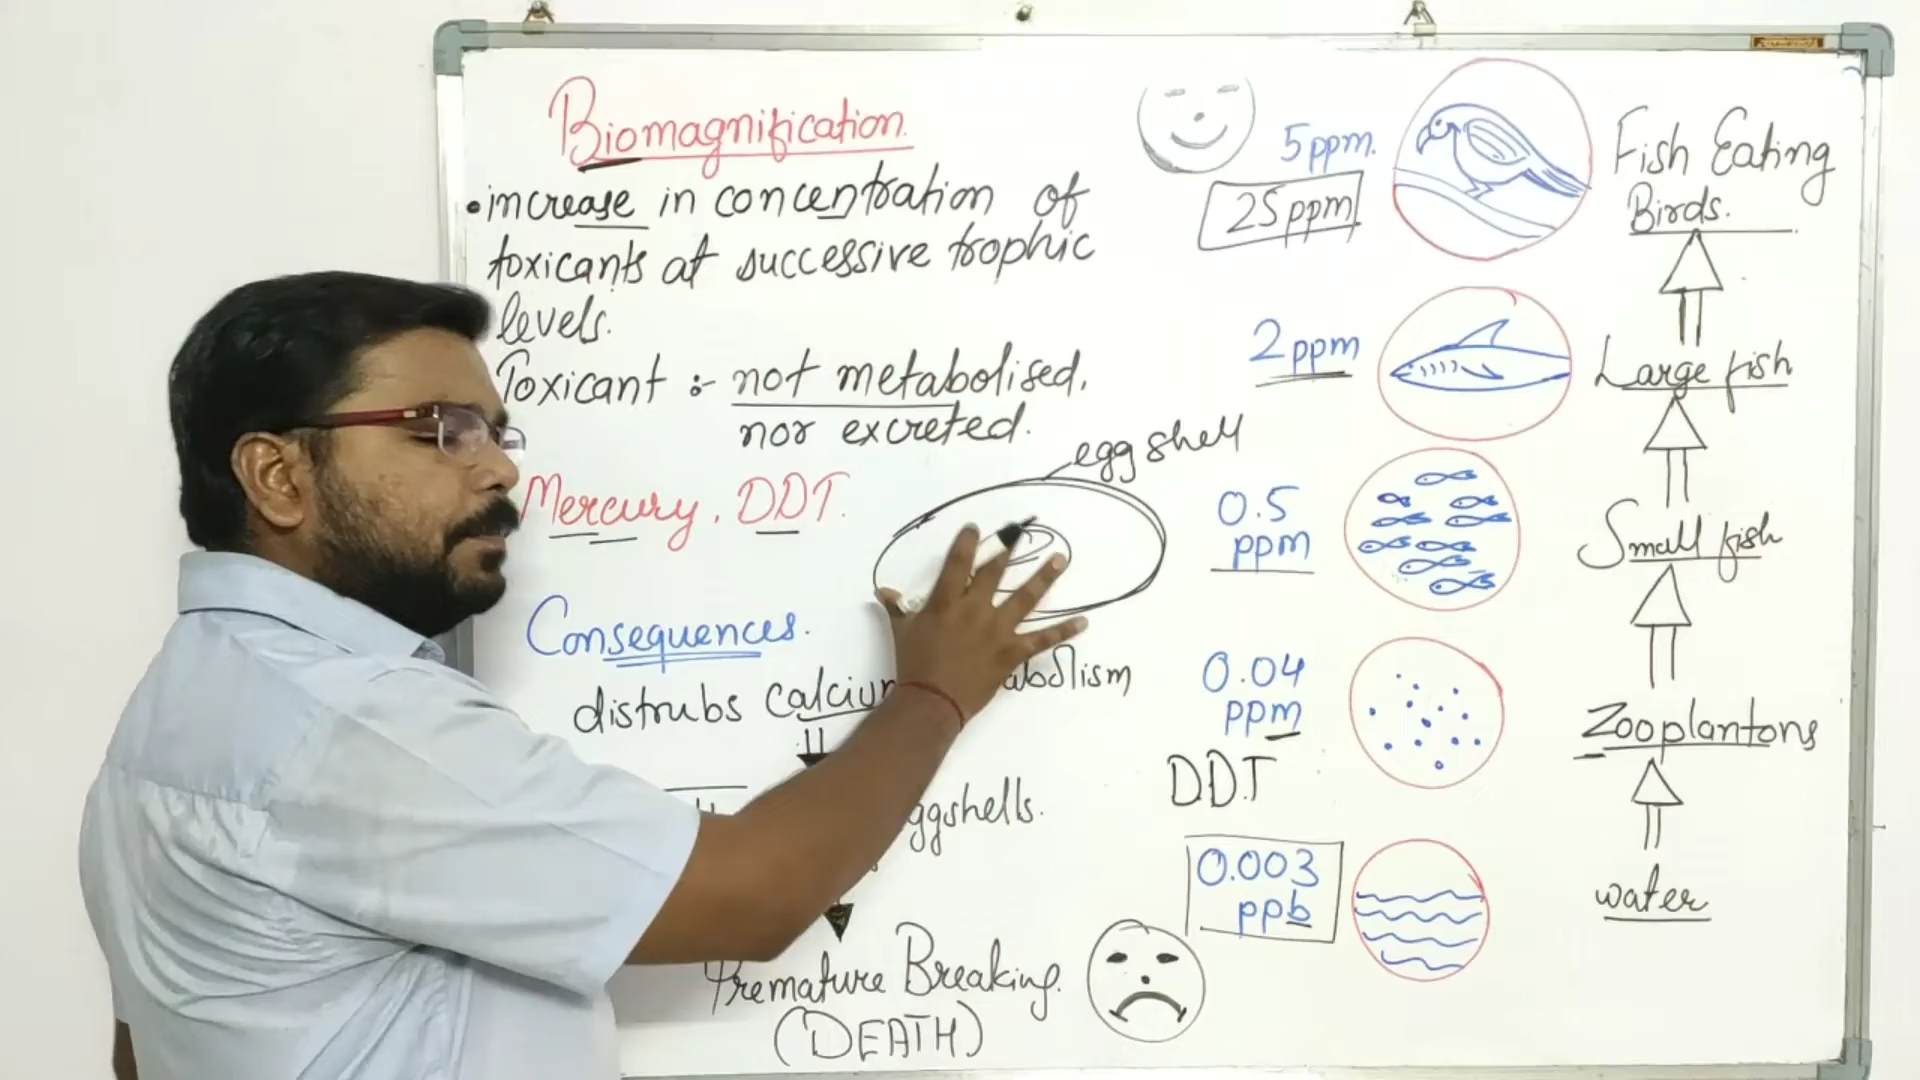 Biomagnification
• increase in concentration of
toxicants at successive trophic
levels.
Toxicant :- not metabolised,
nor excreted.
Mercury, DDT.
egg shell
Consequences.
distrubs calcium
ggshells.
Premature Breaking.
(DEATH)
5ppm.
25ppm
2ppm
0.5
ppm
0.04
ppm
DDT
0.003
ppb
Fish Eating
Birds.
Large fish
Small fish
Zooplantons
water